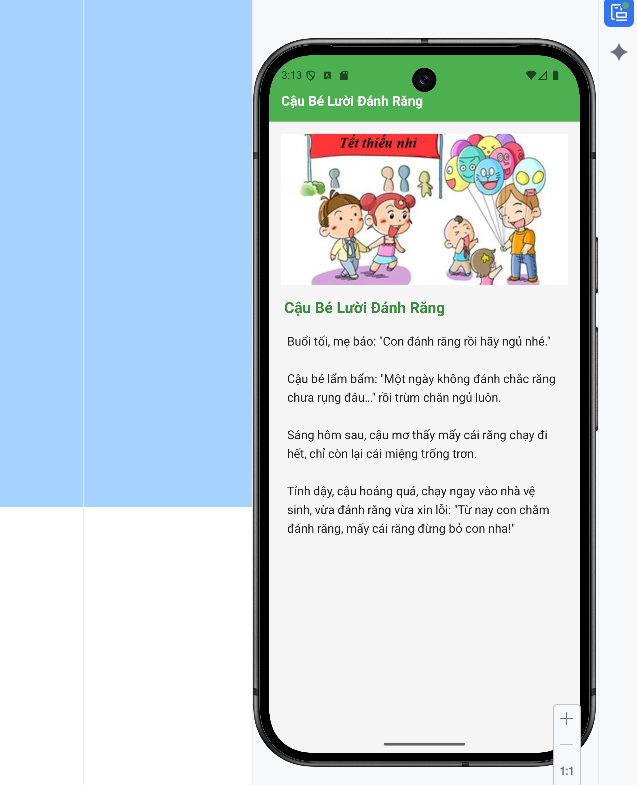 3:13
Cậu Bé Lười Đánh Răng
Tết thiếu nhi
Cậu Bé Lười Đánh Răng
Buổi tối, mẹ bảo: "Con đánh răng rồi hãy ngủ nhé."
Cậu bé lẩm bẩm: "Một ngày không đánh chắc răng
chưa rụng đâu..." rồi trùm chăn ngủ luôn.
Sáng hôm sau, cậu mơ thấy mấy cái răng chạy đi
hết, chỉ còn lại cái miệng trống trơn.
Tỉnh dậy, cậu hoảng quá, chạy ngay vào nhà vệ
sinh, vừa đánh răng vừa xin lỗi: "Từ nay con chăm
đánh răng, mấy cái răng đừng bỏ con nha!"
1:1